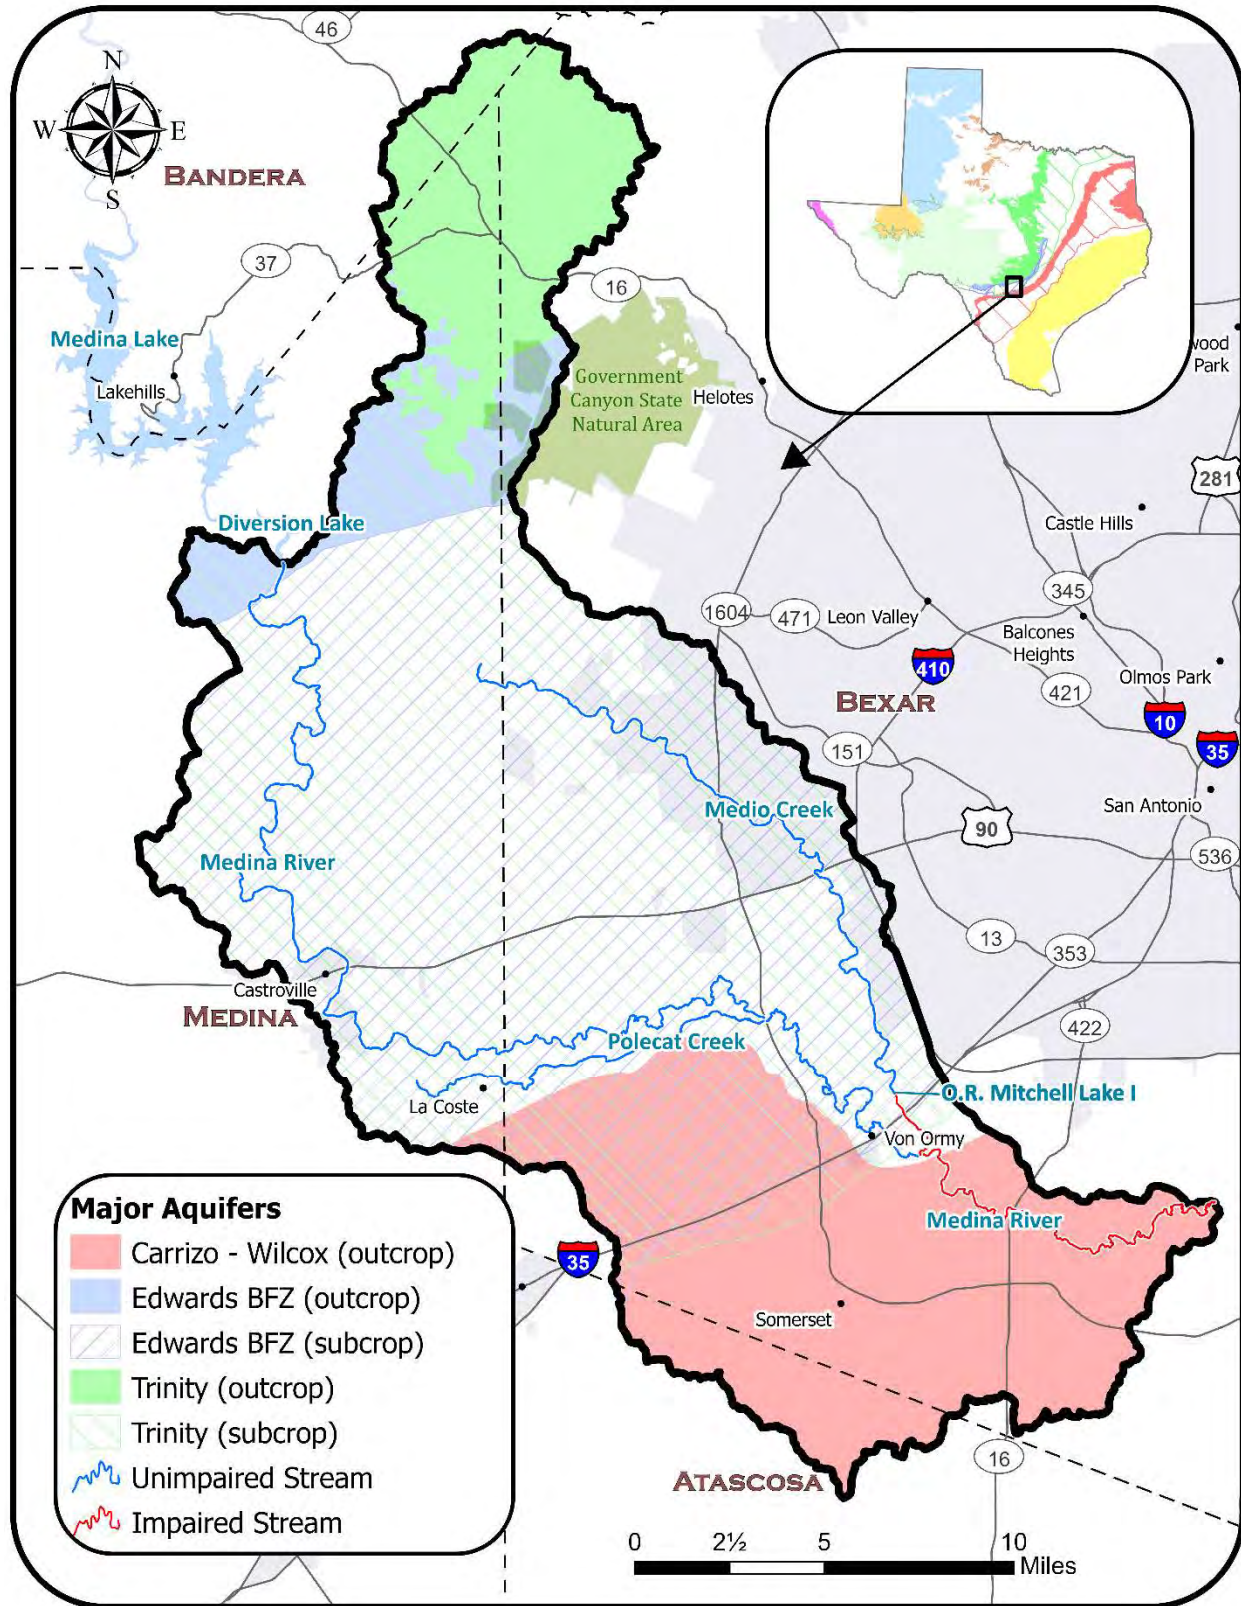 46
N
W
E
S
BANDERA
37
16
Medina Lake
Lakehills
Government
Canyon State
Natural Area
Helotes
wood
Park
281
Diversion Lake
Castle Hills
345
1604
471
Leon Valley
Balcones
Heights
410
421
Olmos Park
BEXAR
10
35
151
San Antonio
Medio Creek
90
536
Medina River
13
353
Castroville
MEDINA
422
Polecat Creek
La Coste
O.R. Mitchell Lake I
Von Ormy
Medina River
35
Somerset
16
ATASCOSA
Major Aquifers
Carrizo - Wilcox (outcrop)
Edwards BFZ (outcrop)
Edwards BFZ (subcrop)
Trinity (outcrop)
Trinity (subcrop)
Unimpaired Stream
Impaired Stream
0 2½ 5 10
Miles